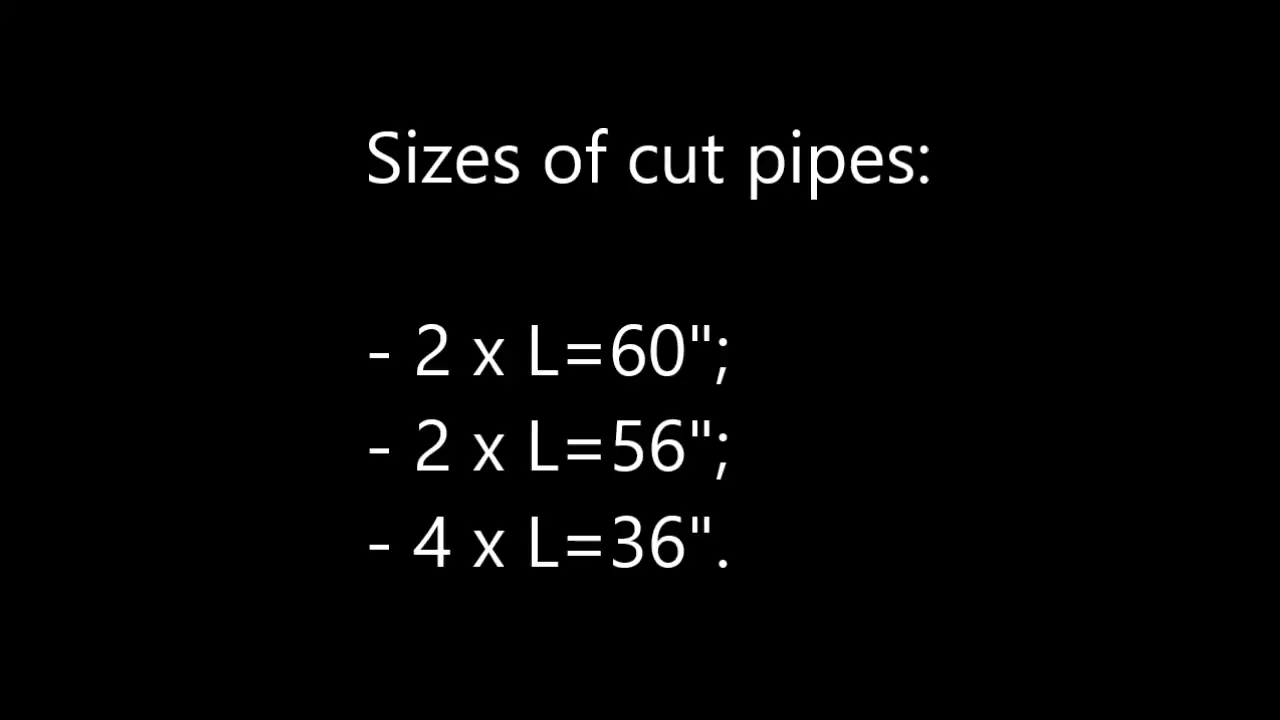 Sizes of cut pipes:
- 2 x L=60";
- 2 x L=56";
- 4 x L=36".